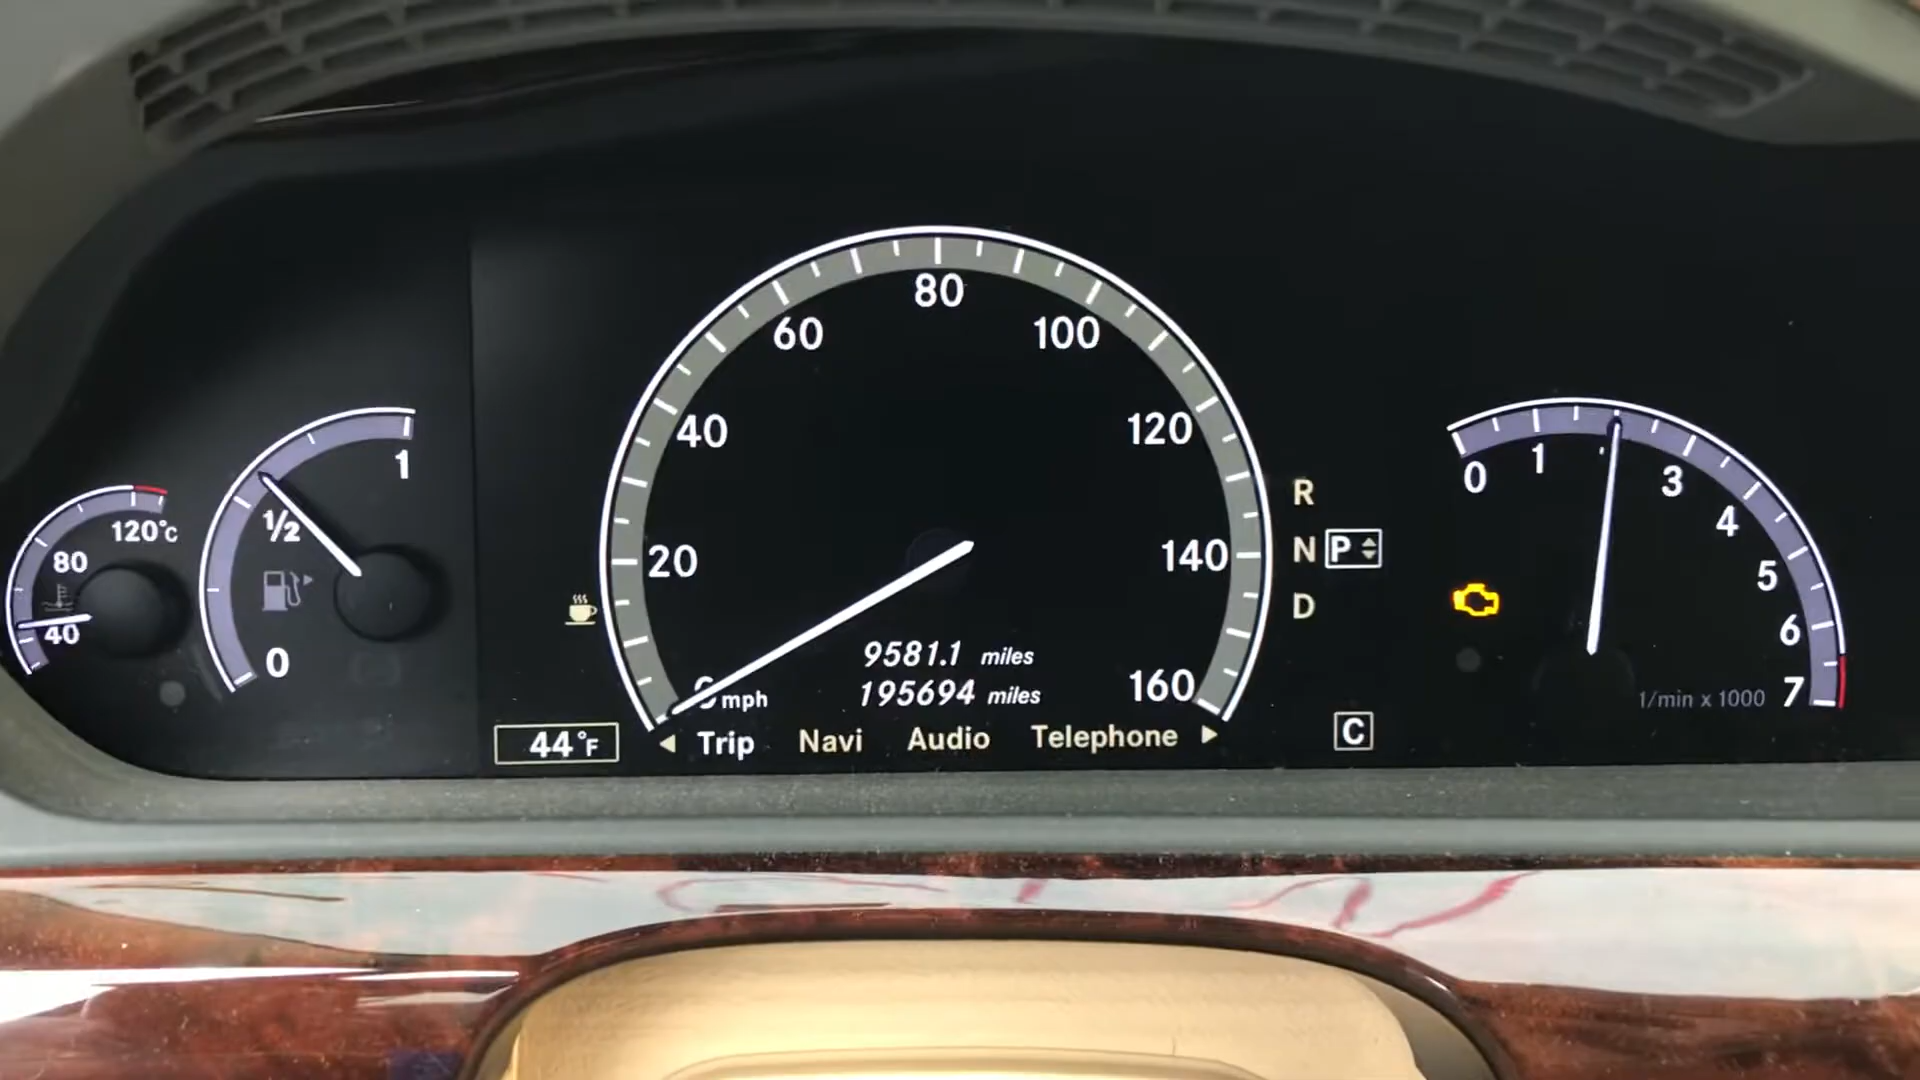 120°C
80
40
1
1/2
0
80
60
100
40
120
20
140
160
mph
9581.1 miles
195694 miles
44°F
Trip Navi Audio Telephone
R
N P
D
C
0
1
3
4
5
6
7
1/min x 1000